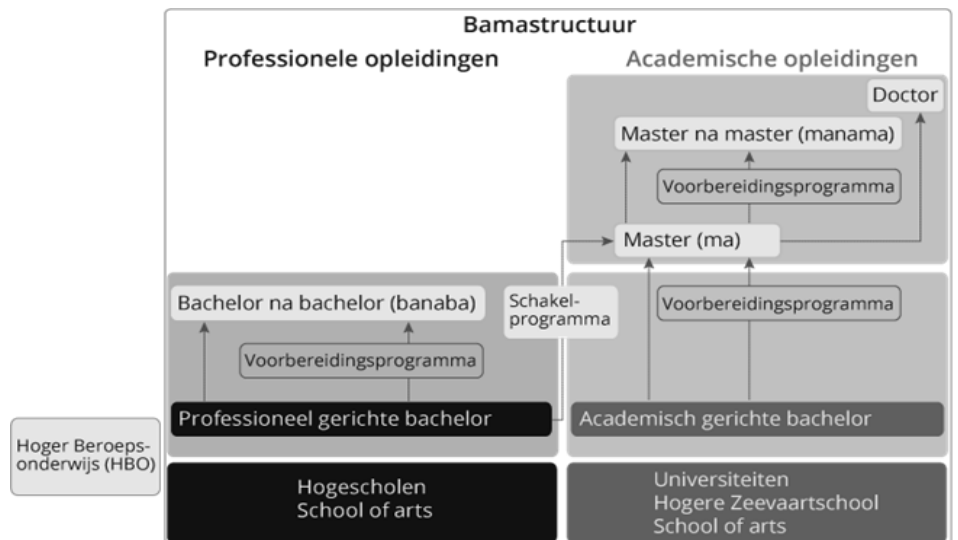 Bamastructuur
Professionele opleidingen
Academische opleidingen
Doctor
Master na master (manama)
Voorbereidingsprogramma
Master (ma)
Bachelor na bachelor (banaba)
Schakel-
programma
Voorbereidingsprogramma
Voorbereidingsprogramma
Professioneel gerichte bachelor
Academisch gerichte bachelor
Hoger Beroeps-
onderwijs (HBO)
Hogescholen
School of arts
Universiteiten
Hogere Zeevaartschool
School of arts